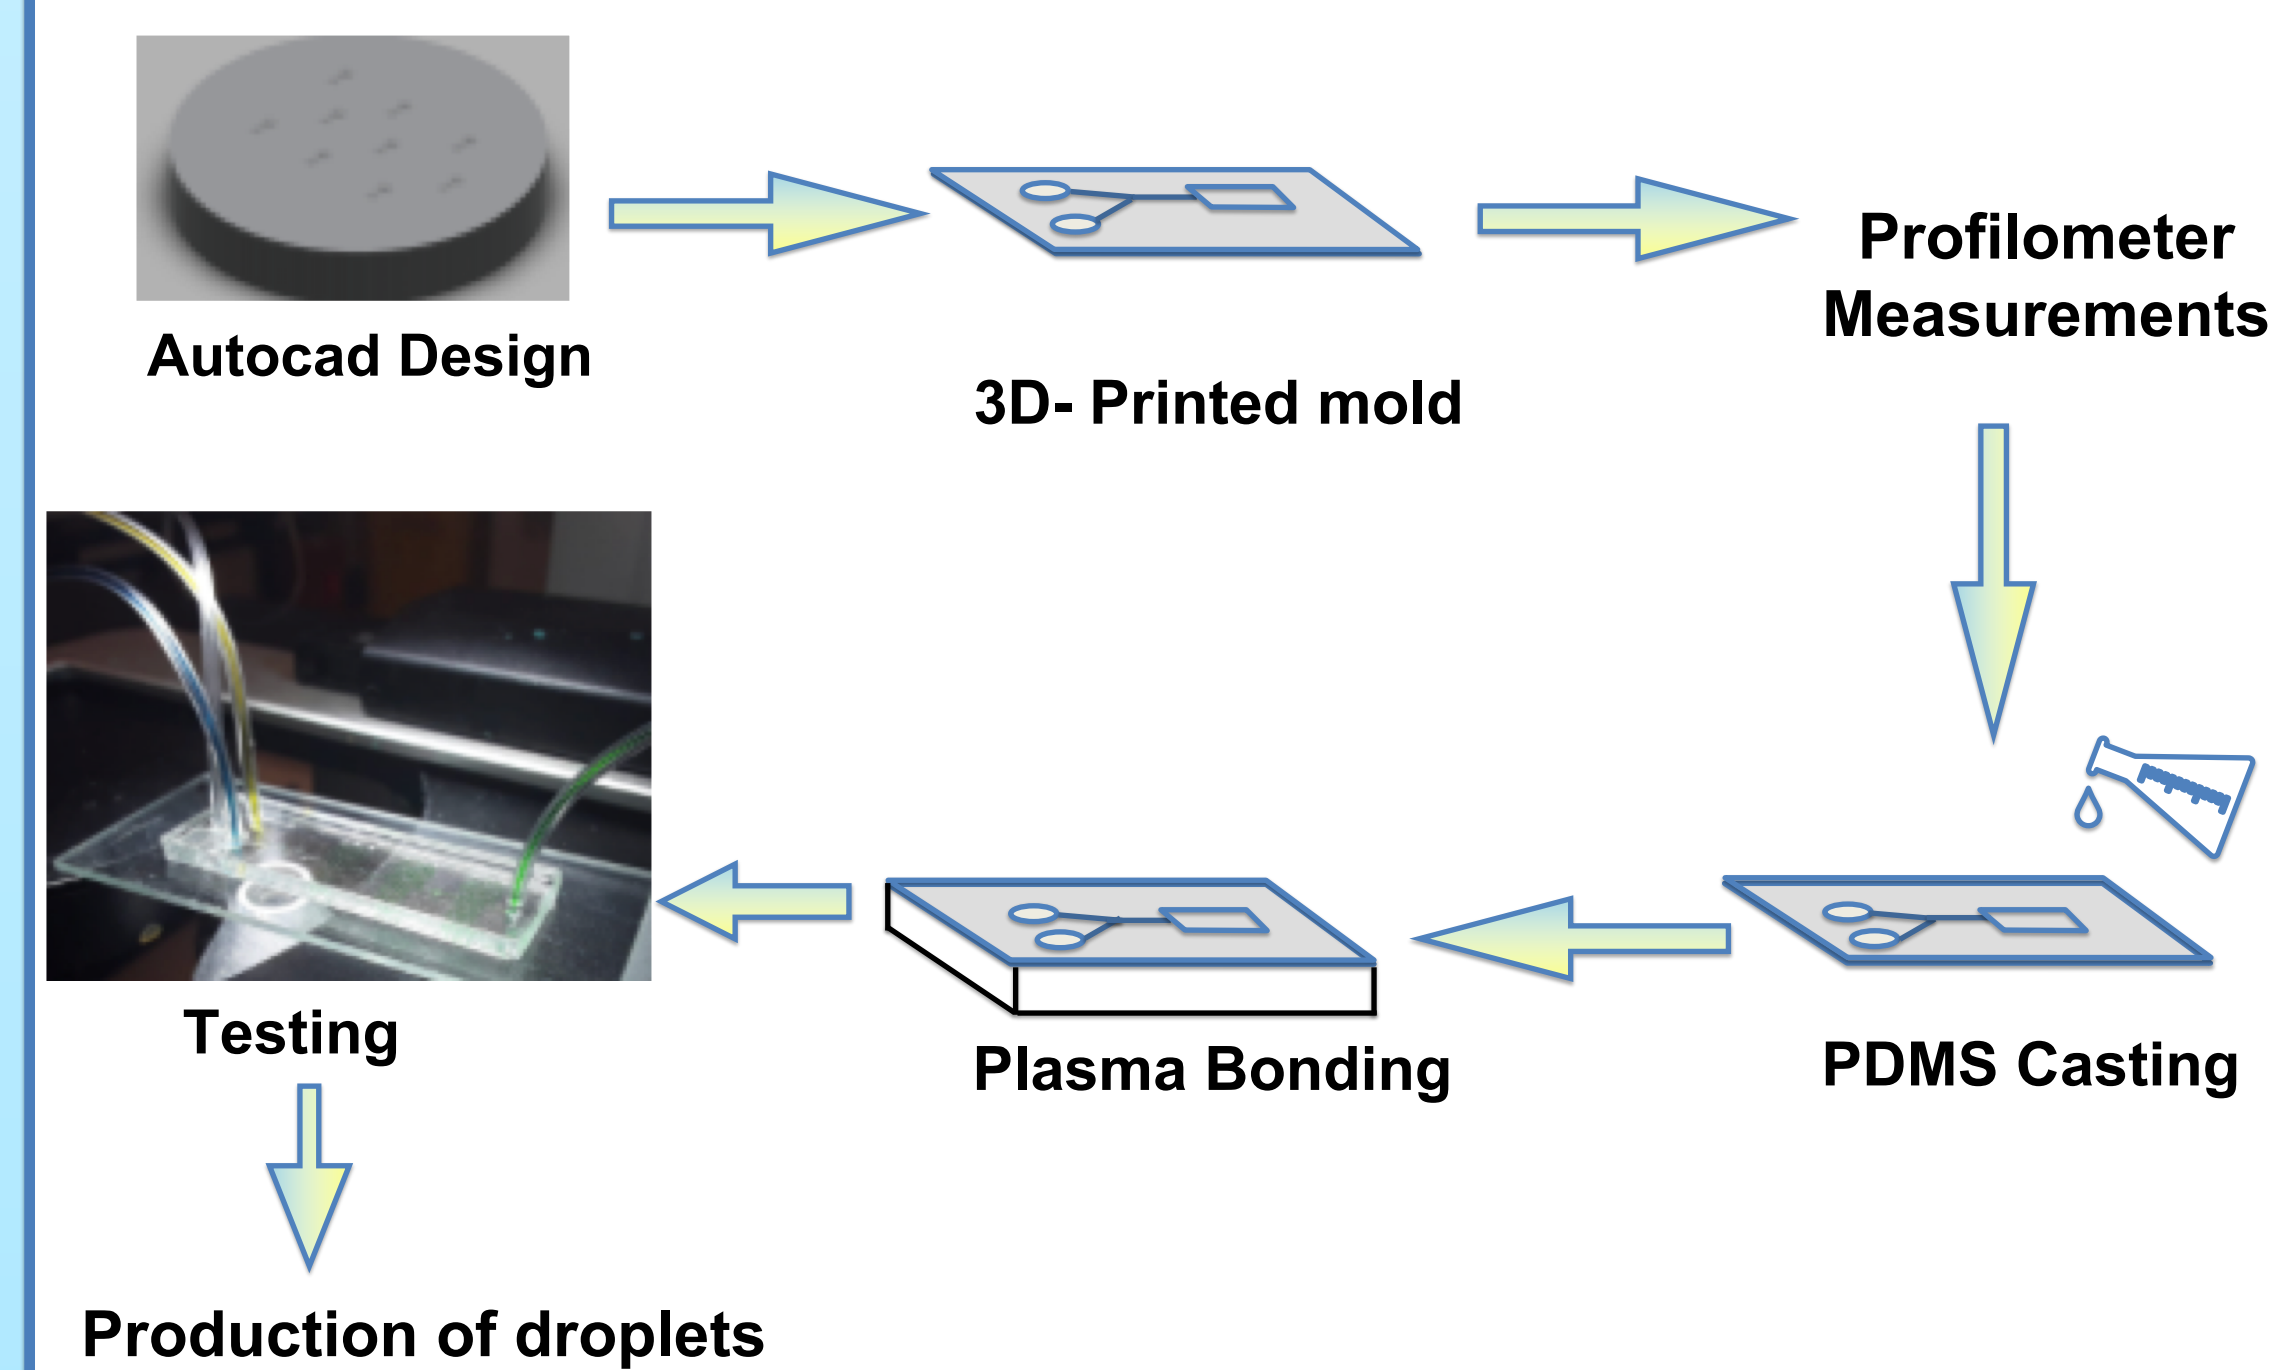 Autocad Design
3D- Printed mold
Profilometer
Measurements
PDMS Casting
Plasma Bonding
Testing
Production of droplets